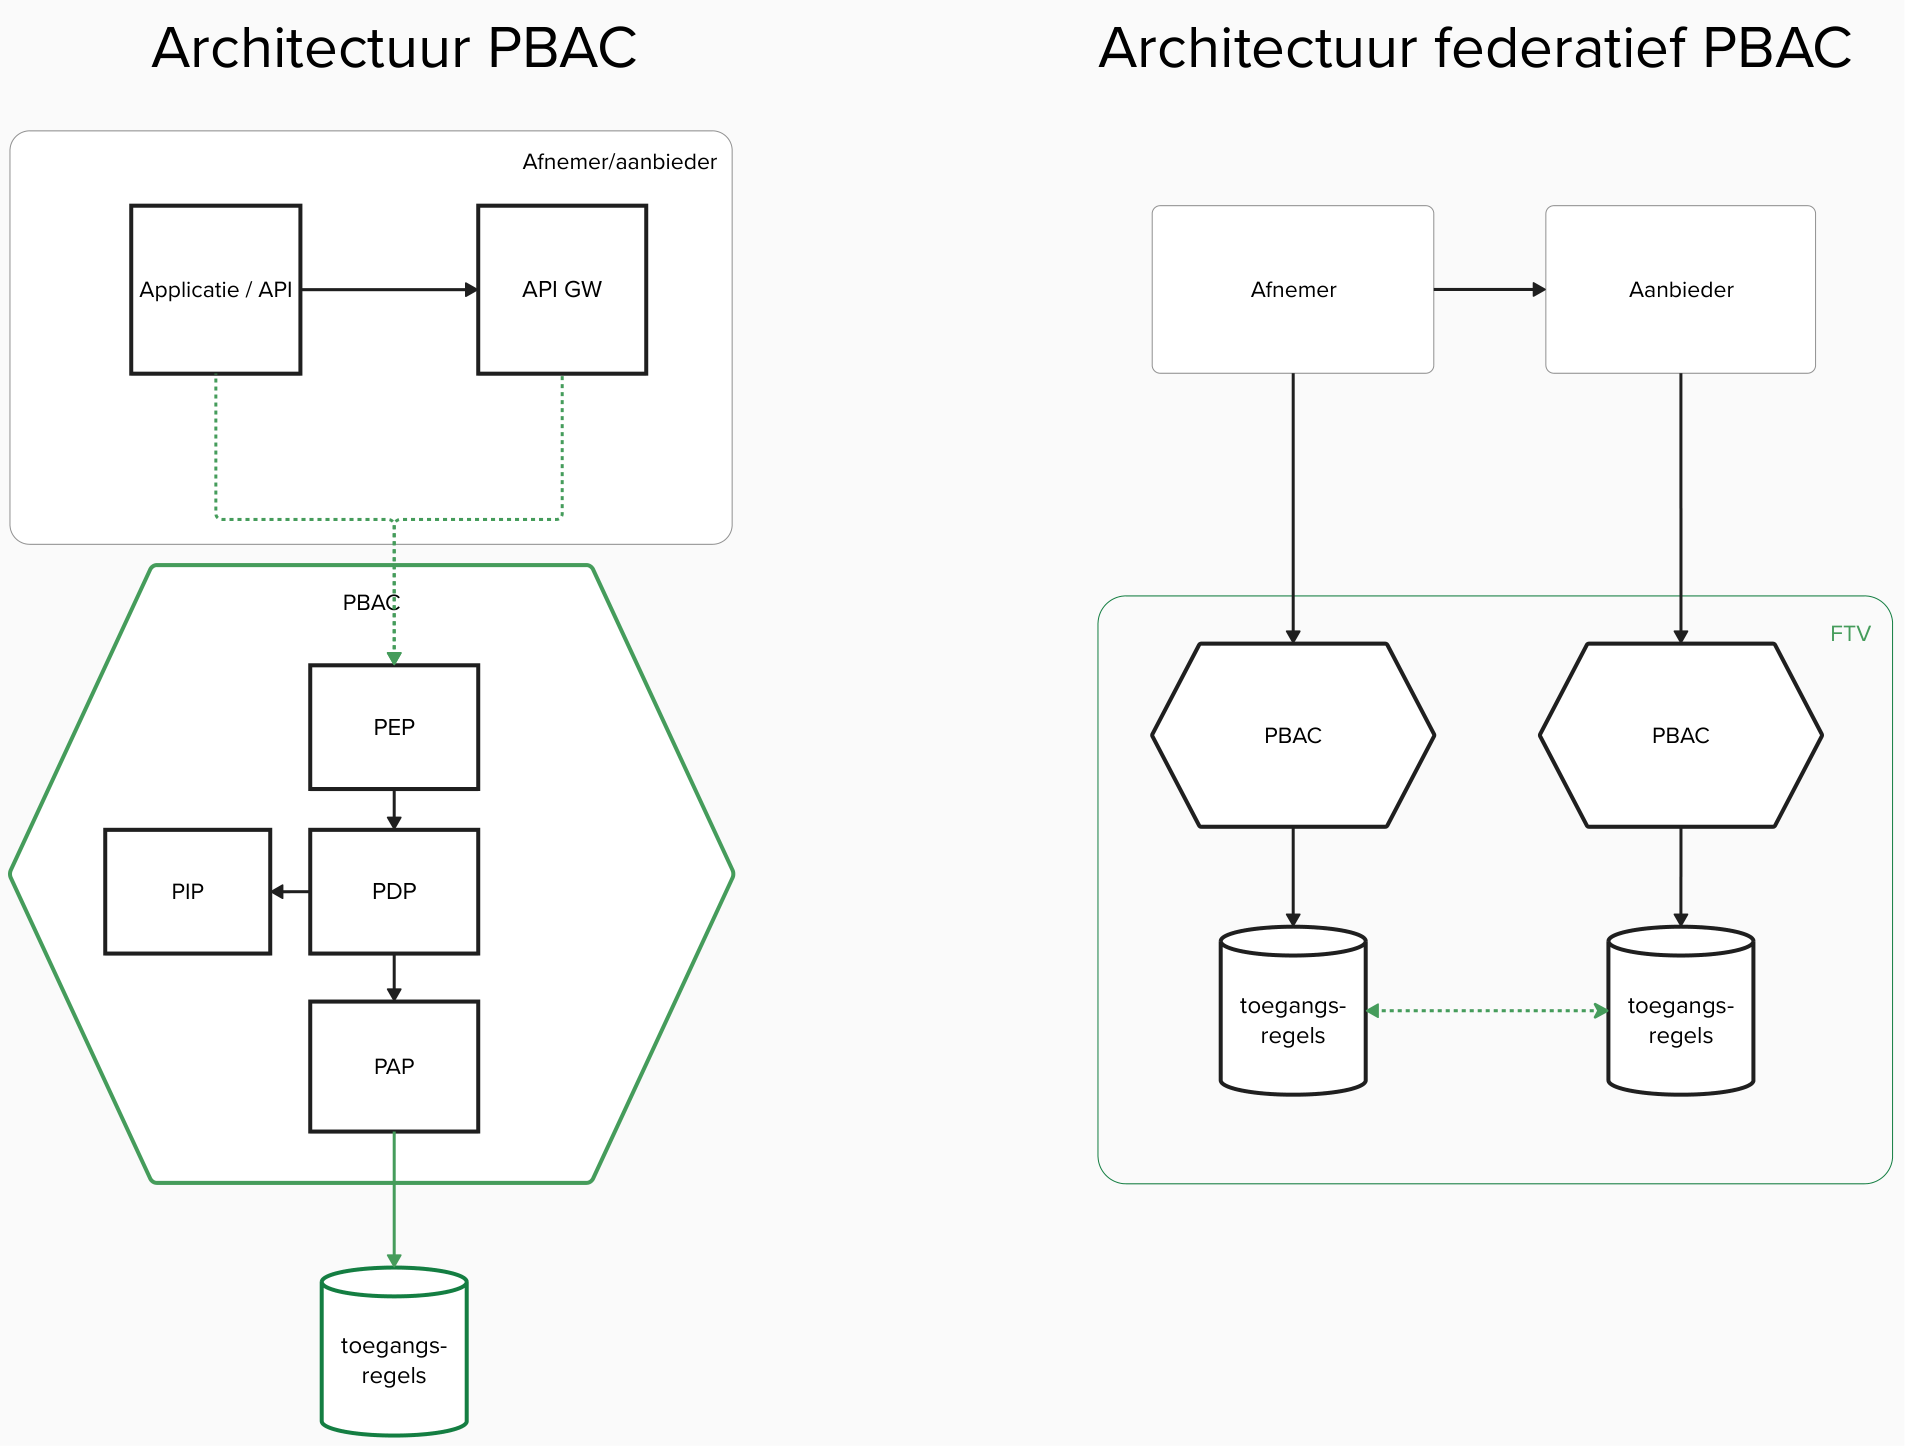 Architectuur PBAC
Afnemer/aanbieder
Applicatie / API
API GW
PBAC
PEP
PIP
PDP
PAP
toegangs-
regels
Architectuur federatief PBAC
Afnemer
Aanbieder
FTV
PBAC
PBAC
toegangs-
regels
toegangs-
regels